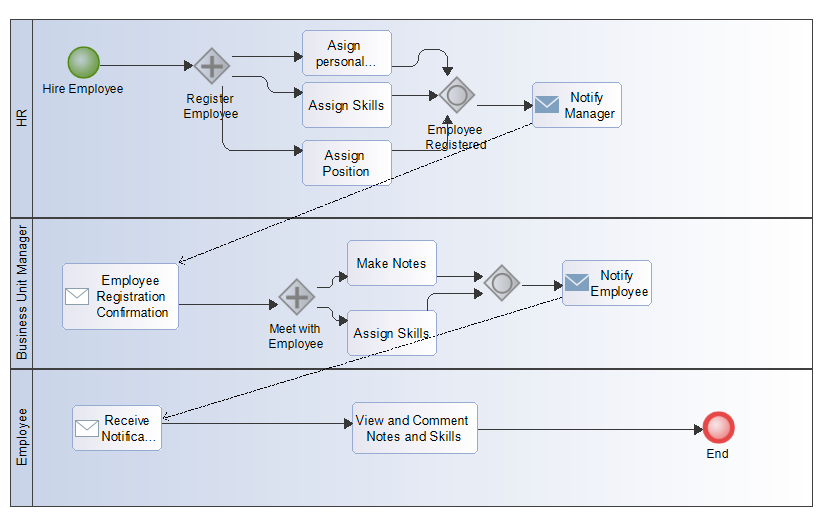 HR
Hire Employee
Register
Employee
Asign
personal...
Assign Skills
Assign
Position
Employee
Registered
Notify
Manager
Business Unit Manager
Employee
Registration
Confirmation
Meet with
Employee
Make Notes
Assign Skills
Notify
Employee
Employee
Receive
Notifica...
View and Comment
Notes and Skills
End